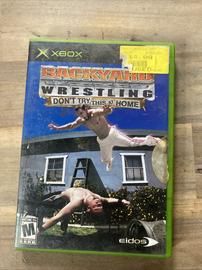 XBOX
BACKYARD
WRESTLING
DON'T TRY THIS AT HOME
M
eidos